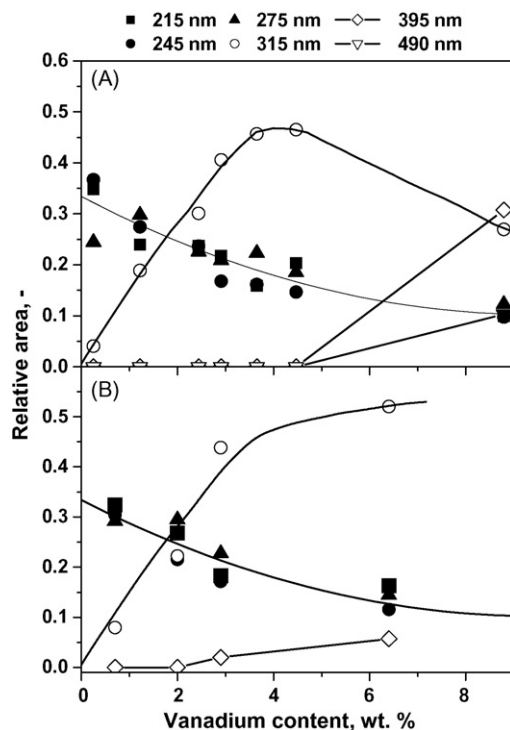 215 nm 275 nm 395 nm
245 nm 315 nm 490 nm
(A)
0.6
0.5
0.4
0.3
0.2
0.1
0.0
(B)
0.5
0.4
0.3
0.2
0.1
0.0
Relative area, -
0 2 4 6 8
Vanadium content, wt. %